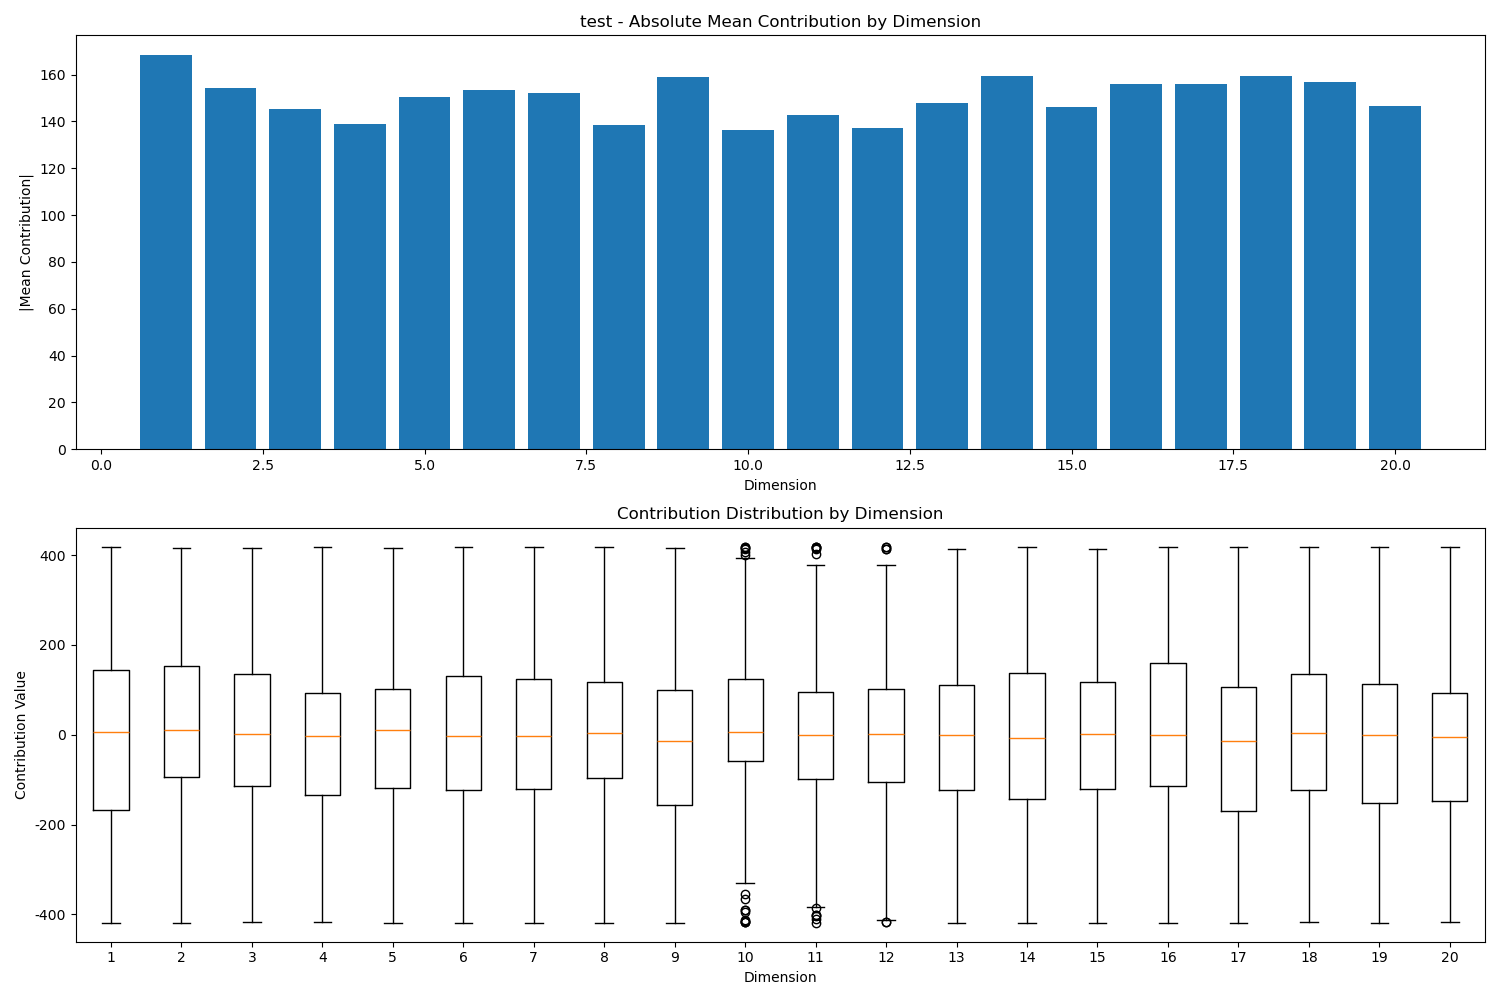 test - Absolute Mean Contribution by Dimension
160
140
120
100
80
60
40
20
0
|Mean Contribution|
0.0 2.5 5.0 7.5 10.0 12.5 15.0 17.5 20.0
Dimension
Contribution Distribution by Dimension
400
200
0
-200
-400
Contribution Value
1 2 3 4 5 6 7 8 9 10 11 12 13 14 15 16 17 18 19 20
Dimension